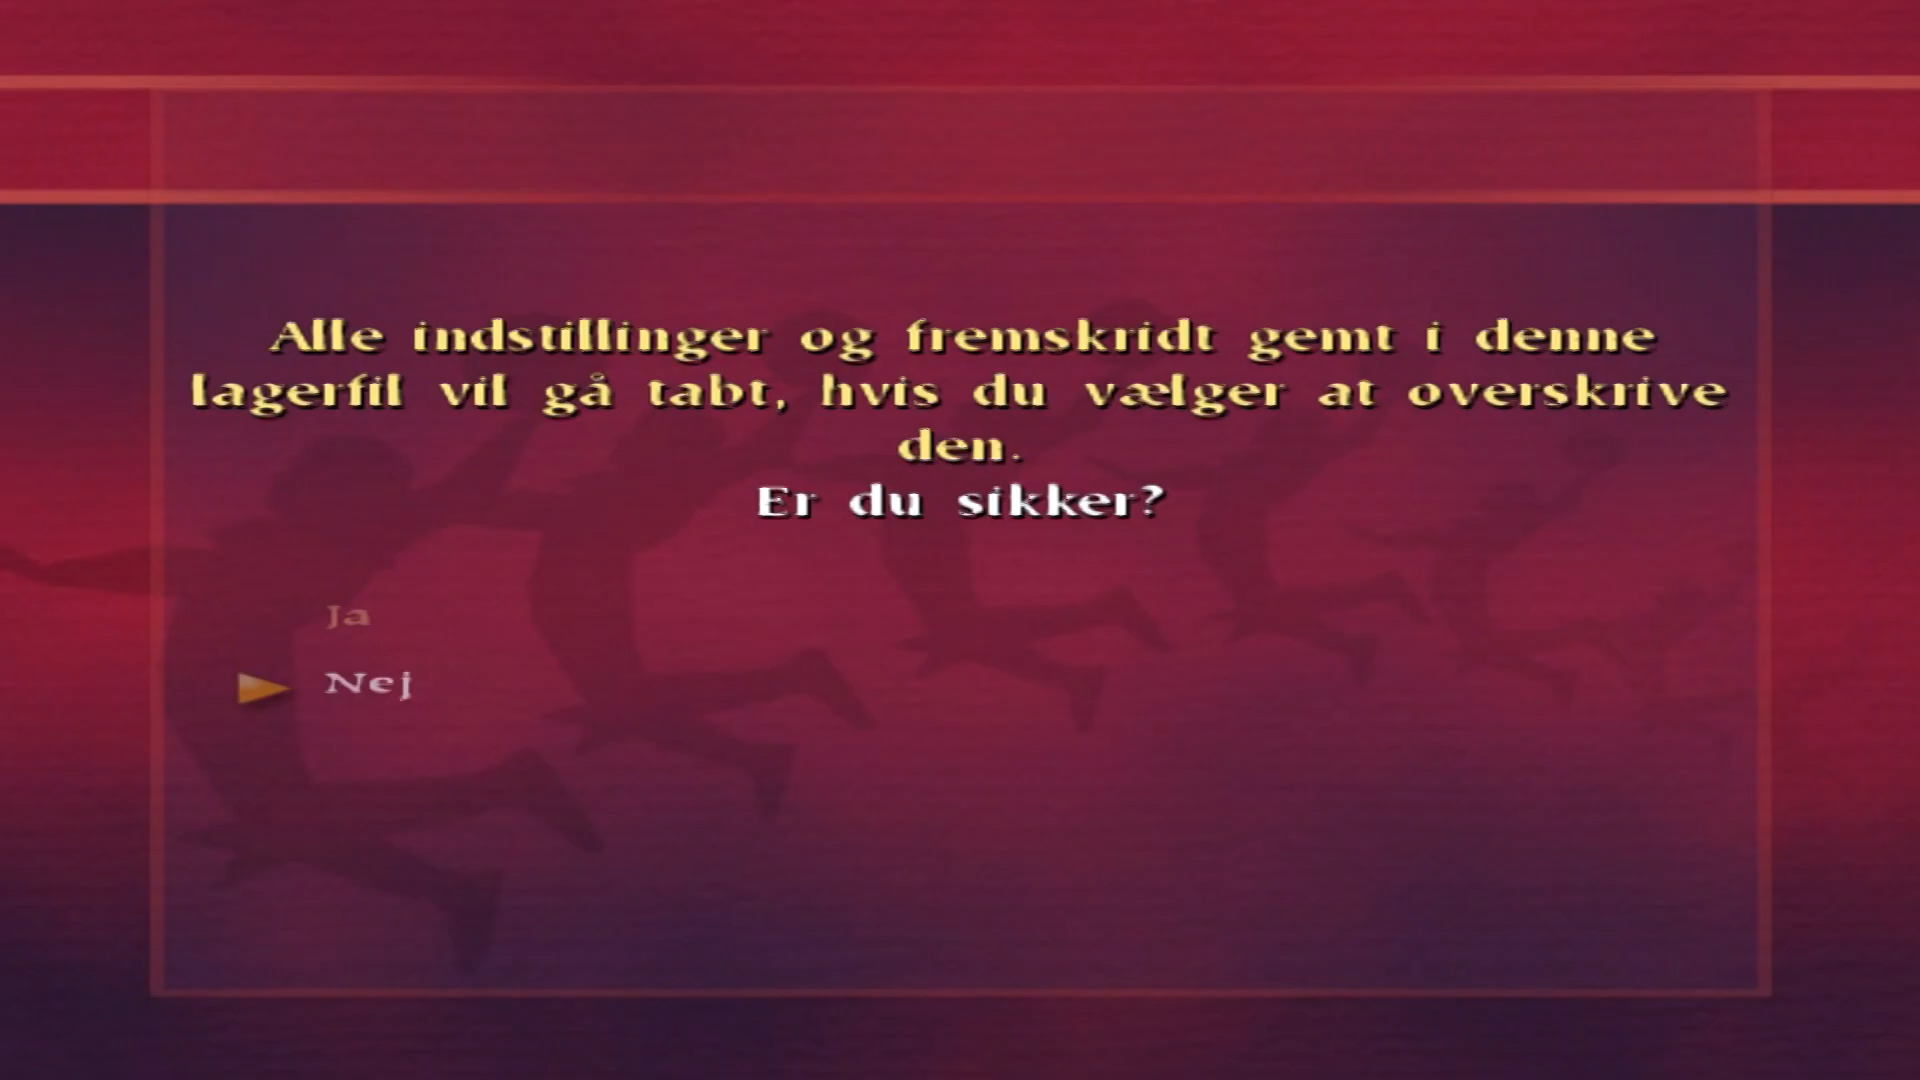 Alle indstillinger og fremskridt gemt i denne
lagerfil vil gå tabt, hvis du vælger at overskrive
den.
Er du sikker?
Ja
Nej